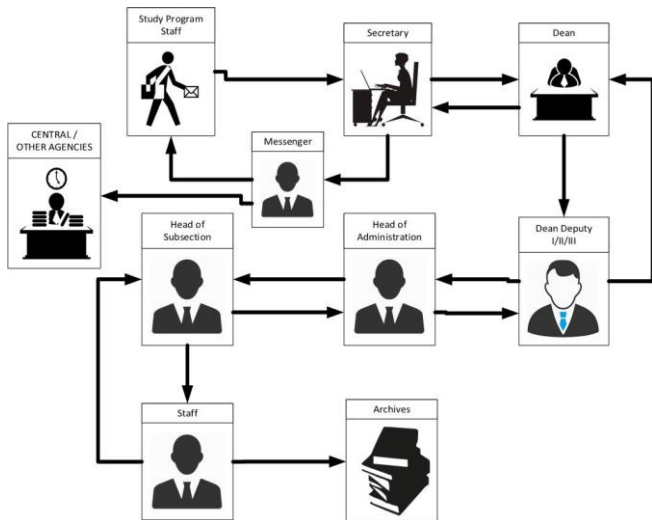 Study Program
Staff
Secretary
Dean
CENTRAL /
OTHER AGENCIES
Messenger
Head of
Subsection
Head of
Administration
Dean Deputy
I/II/III
Staff
Archives